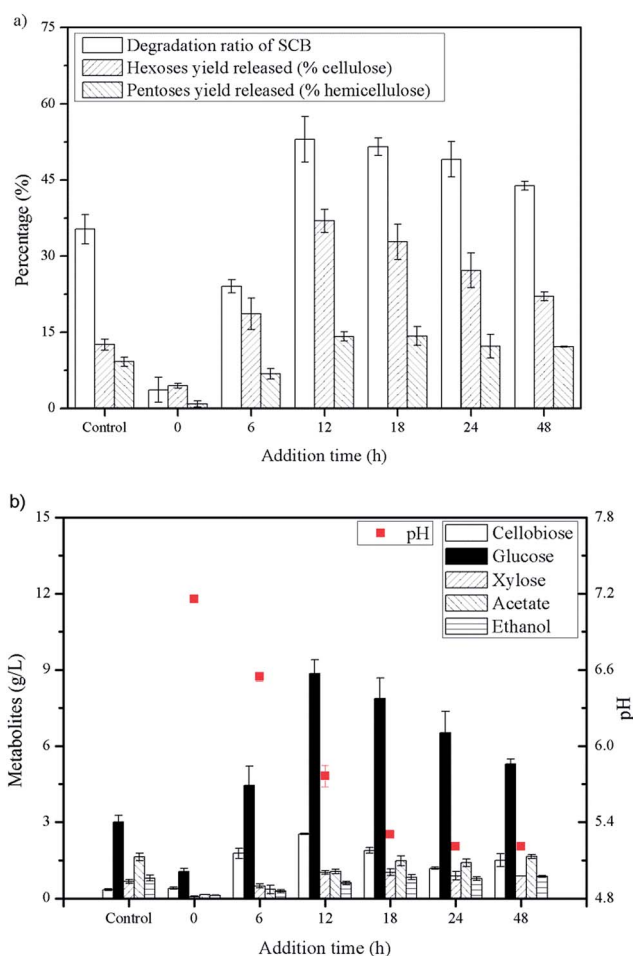 a)
75
60
45
30
15
0
Percentage (%)
Degradation ratio of SCB
Hexoses yield released (% cellulose)
Pentoses yield released (% hemicellulose)
Control 0 6 12 18 24 48
Addition time (h)
b)
15
12
9
6
3
0
Metabolites (g/L)
pH
Cellobiose
Glucose
Xylose
Acetate
Ethanol
7.8
7.2
6.6
6.0
5.4
4.8
pH
Control 0 6 12 18 24 48
Addition time (h)